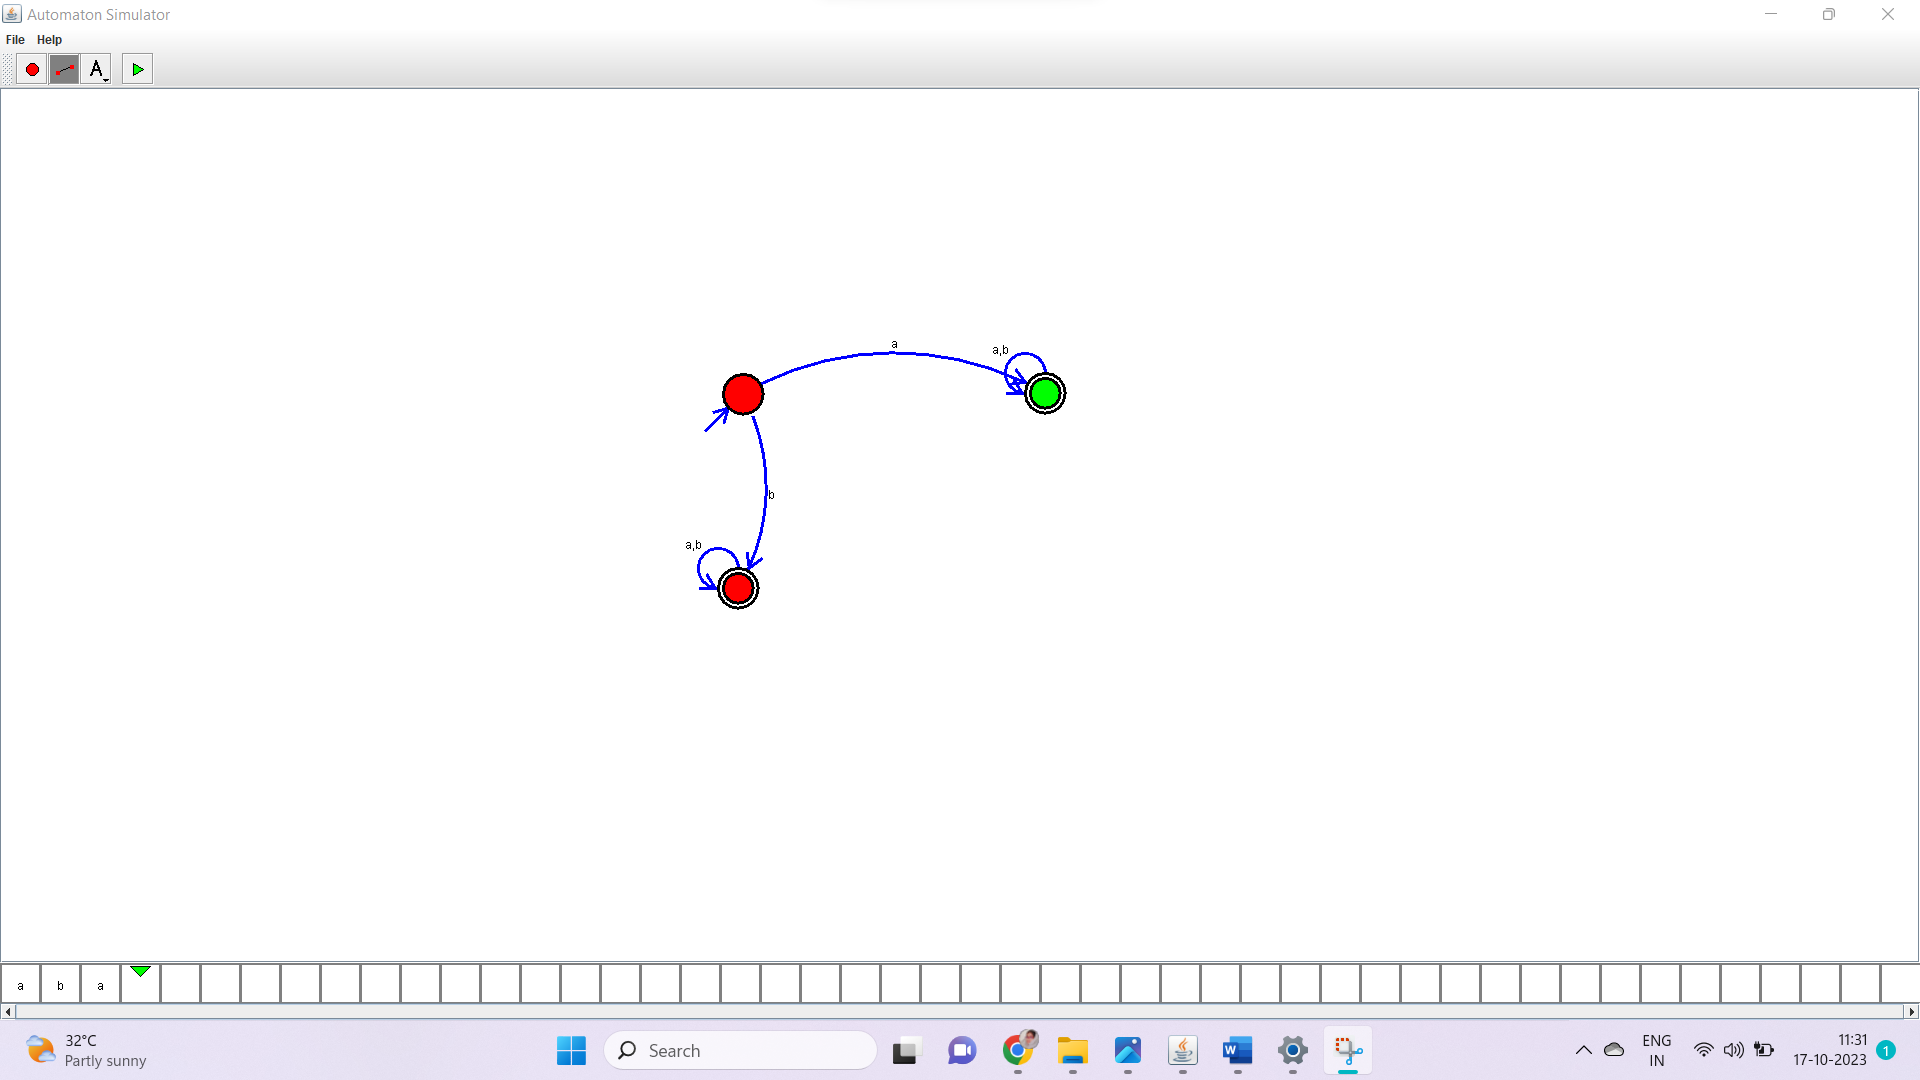 Automaton Simulator
File Help
A
a
a,b
b
a,b
a b a
32°C
Partly sunny
Search
ENG
IN
11:31
17-10-2023
1